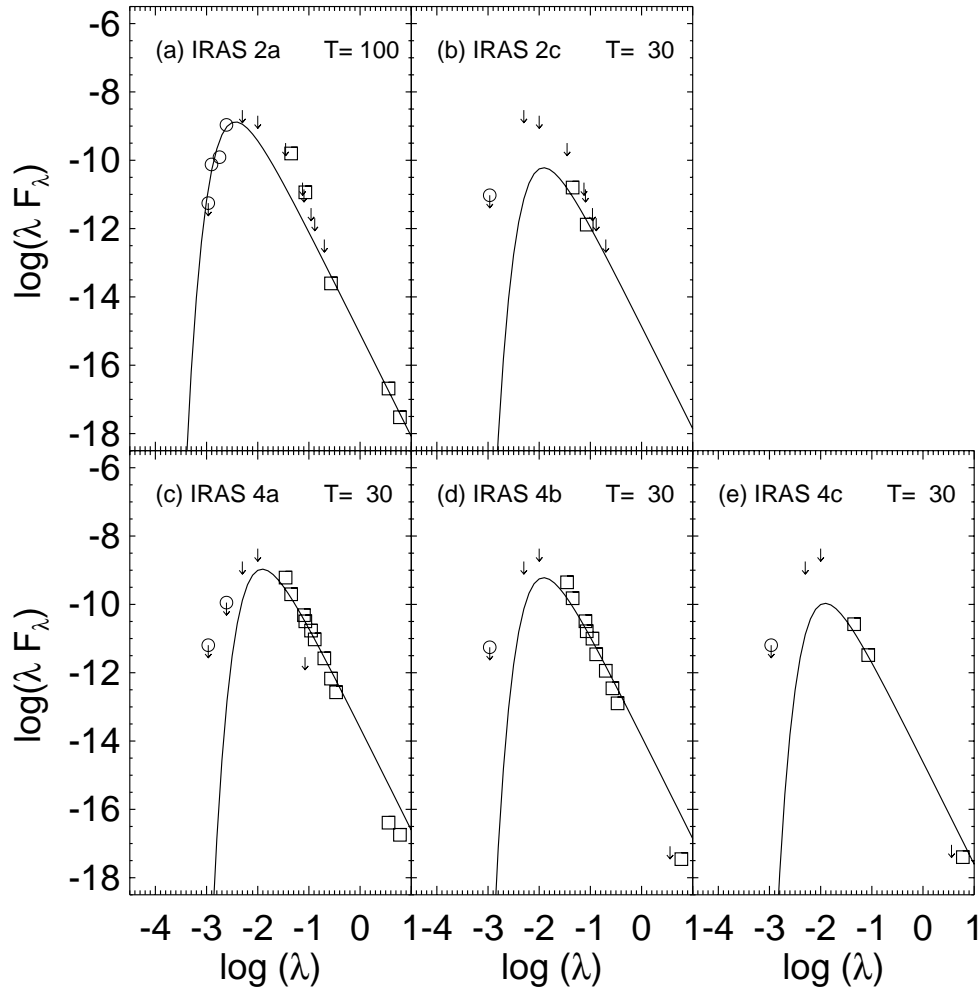 (a) IRAS 2a T= 100
(b) IRAS 2c T= 30
-6
-8
-10
-12
-14
-16
-18
log(λ Fλ)
(c) IRAS 4a T= 30
(d) IRAS 4b T= 30
(e) IRAS 4c T= 30
-6
-8
-10
-12
-14
-16
-18
log(λ Fλ)
-4 -3 -2 -1 0 1-4 -3 -2 -1 0 1-4 -3 -2 -1 0 1
log (λ) log (λ) log (λ)